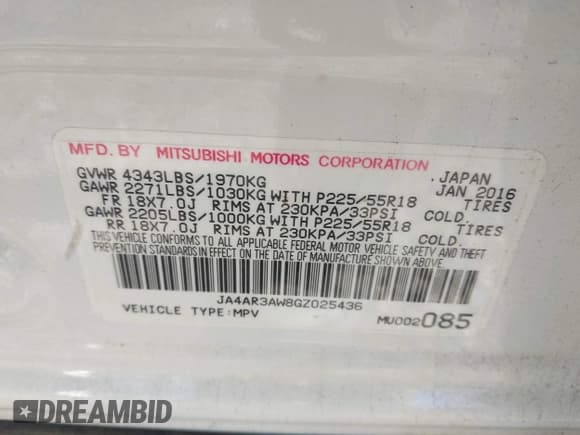 MFD. BY MITSUBISHI MOTORS CORPORATION . JAPAN
GVWR 4343LBS/1970KG JAN 2016
GAWR 2271LBS/1030KG WITH P225/55R18 TIRES
FR 18X7.0J RIMS AT 230KPA/33PSI COLD.
GAWR 2205LBS/1000KG WITH P225/55R18 TIRES
RR 18X7.0J RIMS AT 230KPA/33PSI COLD.
THIS VEHICLE CONFORMS TO ALL APPLICABLE FEDERAL MOTOR VEHICLE SAFETY AND THEFT
PREVENTION STANDARDS IN EFFECT ON THE DATE OF MANUFACTURE SHOWN ABOVE.
JA4AR3AW8GZ025436
VEHICLE TYPE:MPV MU002085
DREAMBID